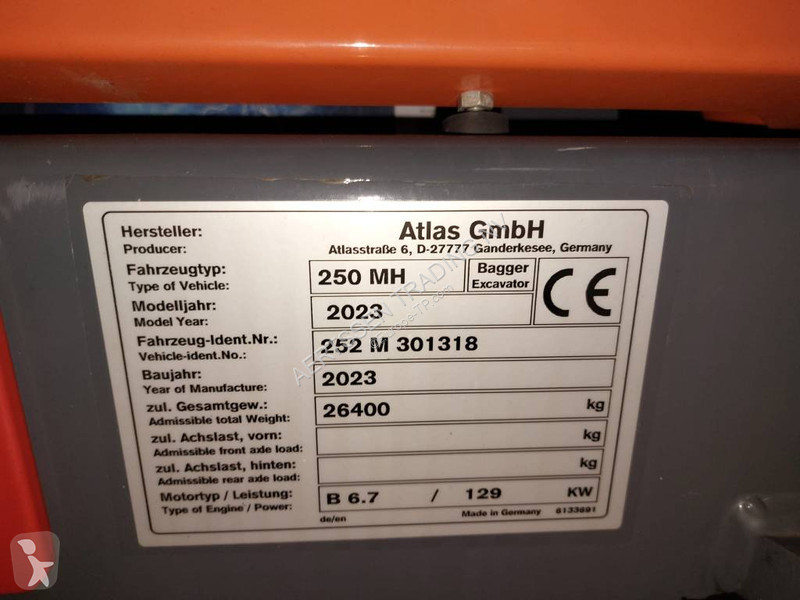 Hersteller: Atlas GmbH
Producer: Atlasstraße 6, D-27777 Ganderkesee, Germany
Fahrzeugtyp: 250 MH Bagger
Type of Vehicle: Excavator
CE
Modelljahr: 2023
Model Year:
Fahrzeug-Ident.Nr.: 252 M 301318
Vehicle-ident.No.:
Baujahr: 2023
Year of Manufacture:
zul. Gesamtgew.: 26400 kg
Admissible total Weight:
zul. Achslast, vorn: kg
Admissible front axle load:
zul. Achslast, hinten: kg
Admissible rear axle load:
Motortyp / Leistung: B 6.7 / 129 KW
Type of Engine / Power:
de/en Made in Germany 6133691